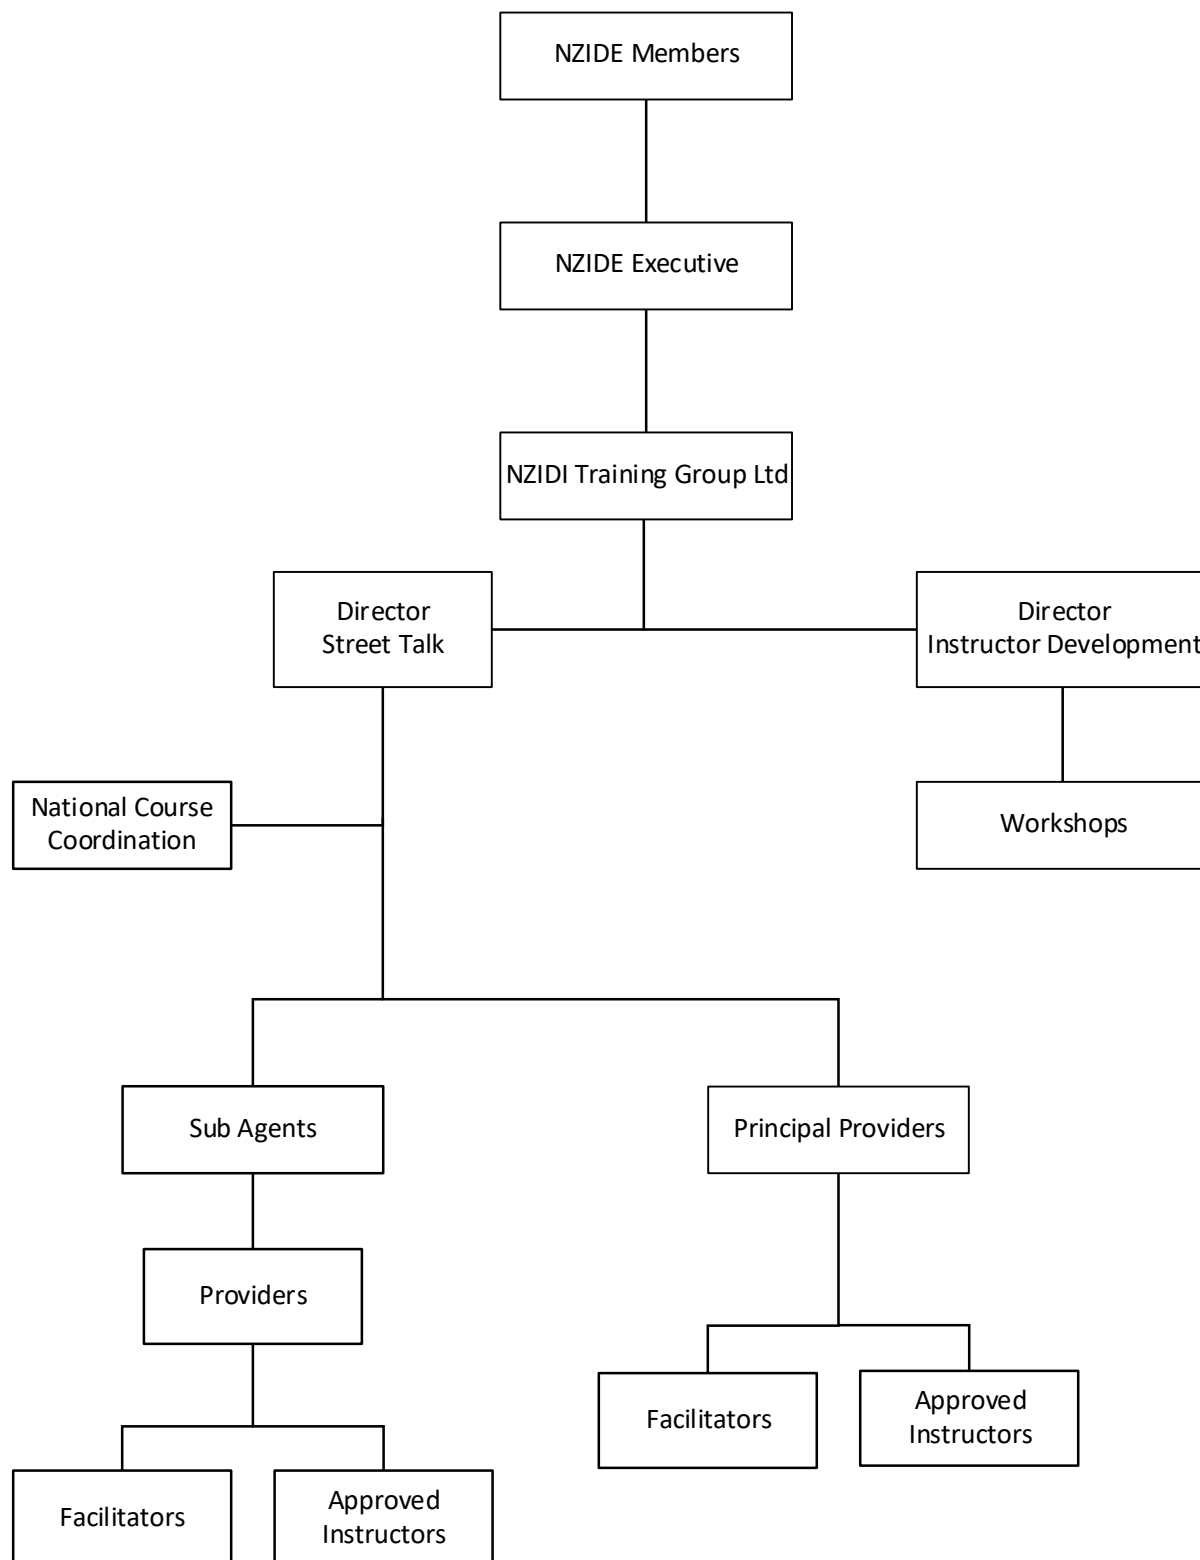 NZIDE Members
NZIDE Executive
NZIDI Training Group Ltd
Director
Street Talk
Director
Instructor Development
National Course
Coordination
Workshops
Sub Agents
Principal Providers
Providers
Facilitators
Approved
Instructors
Facilitators
Approved
Instructors